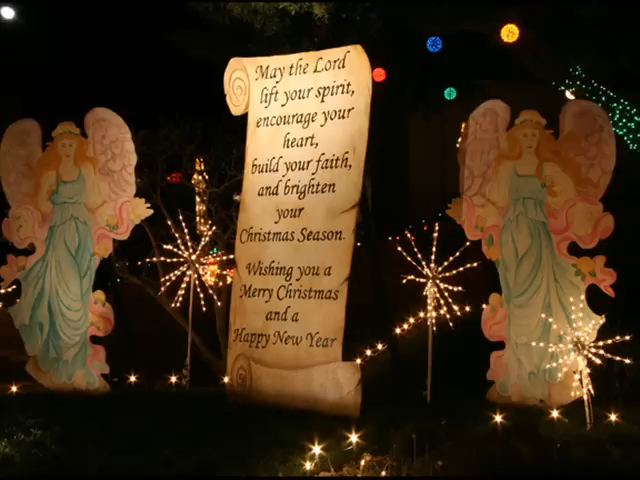 May the Lord
lift your spirit,
encourage your
heart,
build your faith,
and brighten
your
Christmas Season.
Wishing you a
Merry Christmas
and a
Happy New Year